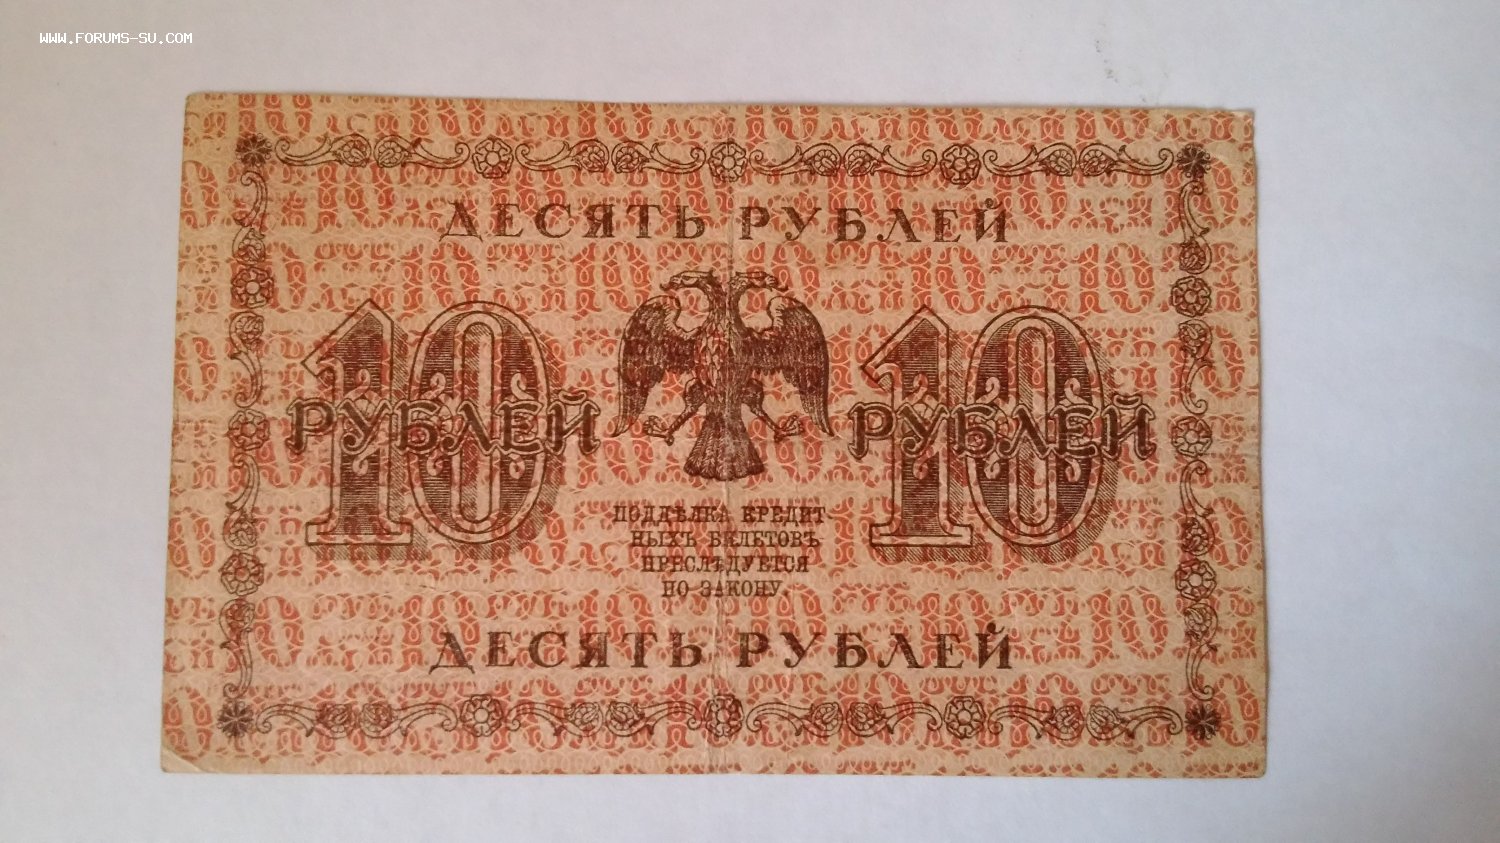 WWW.FORUMS-SU.COM
ДЕСЯТЬ РУБЛЕЙ
10 10
РУБЛЕЙ РУБЛЕЙ
ПОДДѢЛКА КРЕДИТ-
НЫХЪ БИЛЕТОВЪ
ПРЕСЛѢДУЕТСЯ
ПО ЗАКОНУ.
ДЕСЯТЬ РУБЛЕЙ